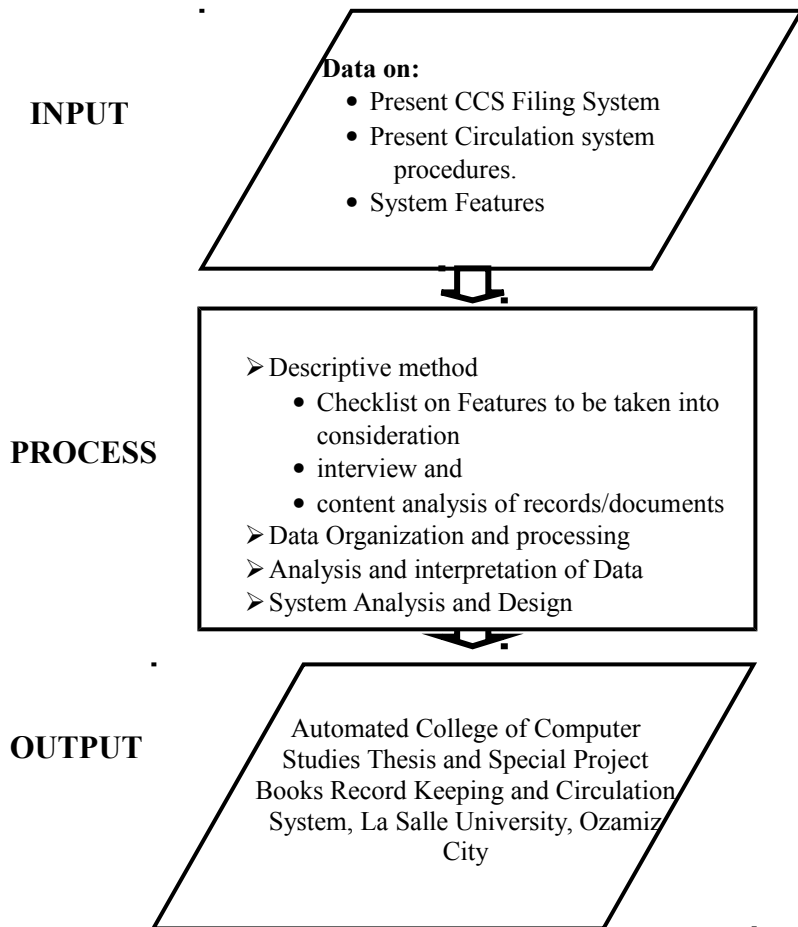 INPUT
Data on:
• Present CCS Filing System
• Present Circulation system
procedures.
• System Features
PROCESS
➢ Descriptive method
• Checklist on Features to be taken into
consideration
• interview and
• content analysis of records/documents
➢ Data Organization and processing
➢ Analysis and interpretation of Data
➢ System Analysis and Design
OUTPUT
Automated College of Computer
Studies Thesis and Special Project
Books Record Keeping and Circulation
System, La Salle University, Ozamiz
City